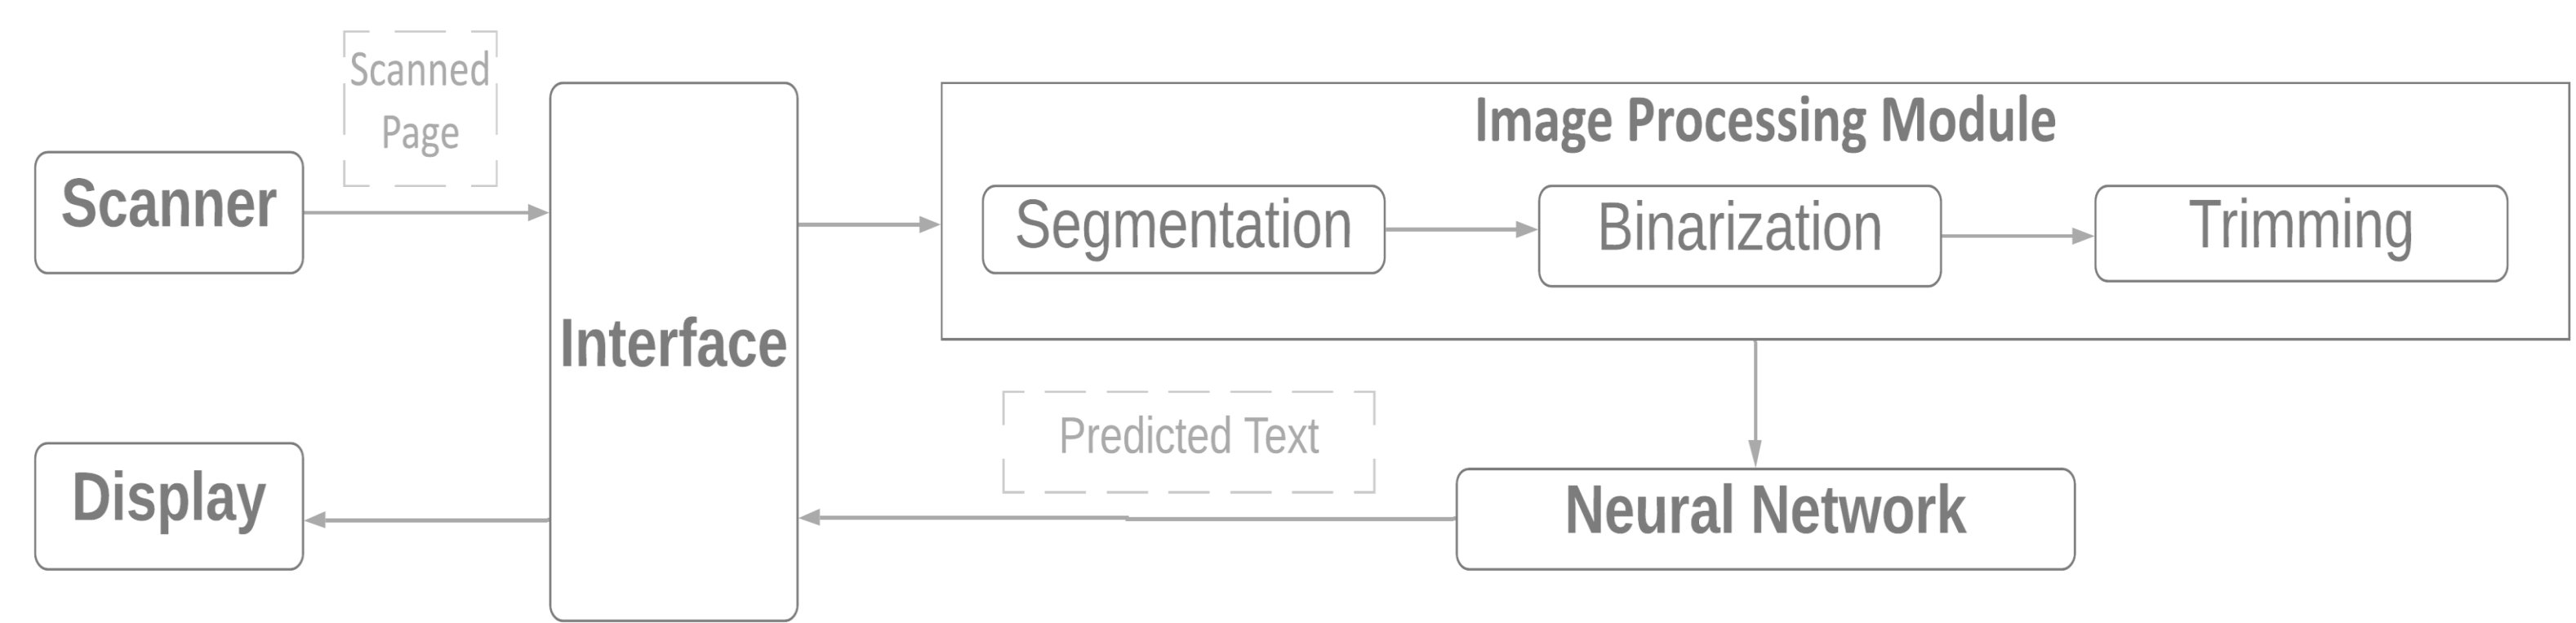 Scanned
Page
Scanner
Interface
Image Processing Module
Segmentation
Binarization
Trimming
Predicted Text
Display
Neural Network